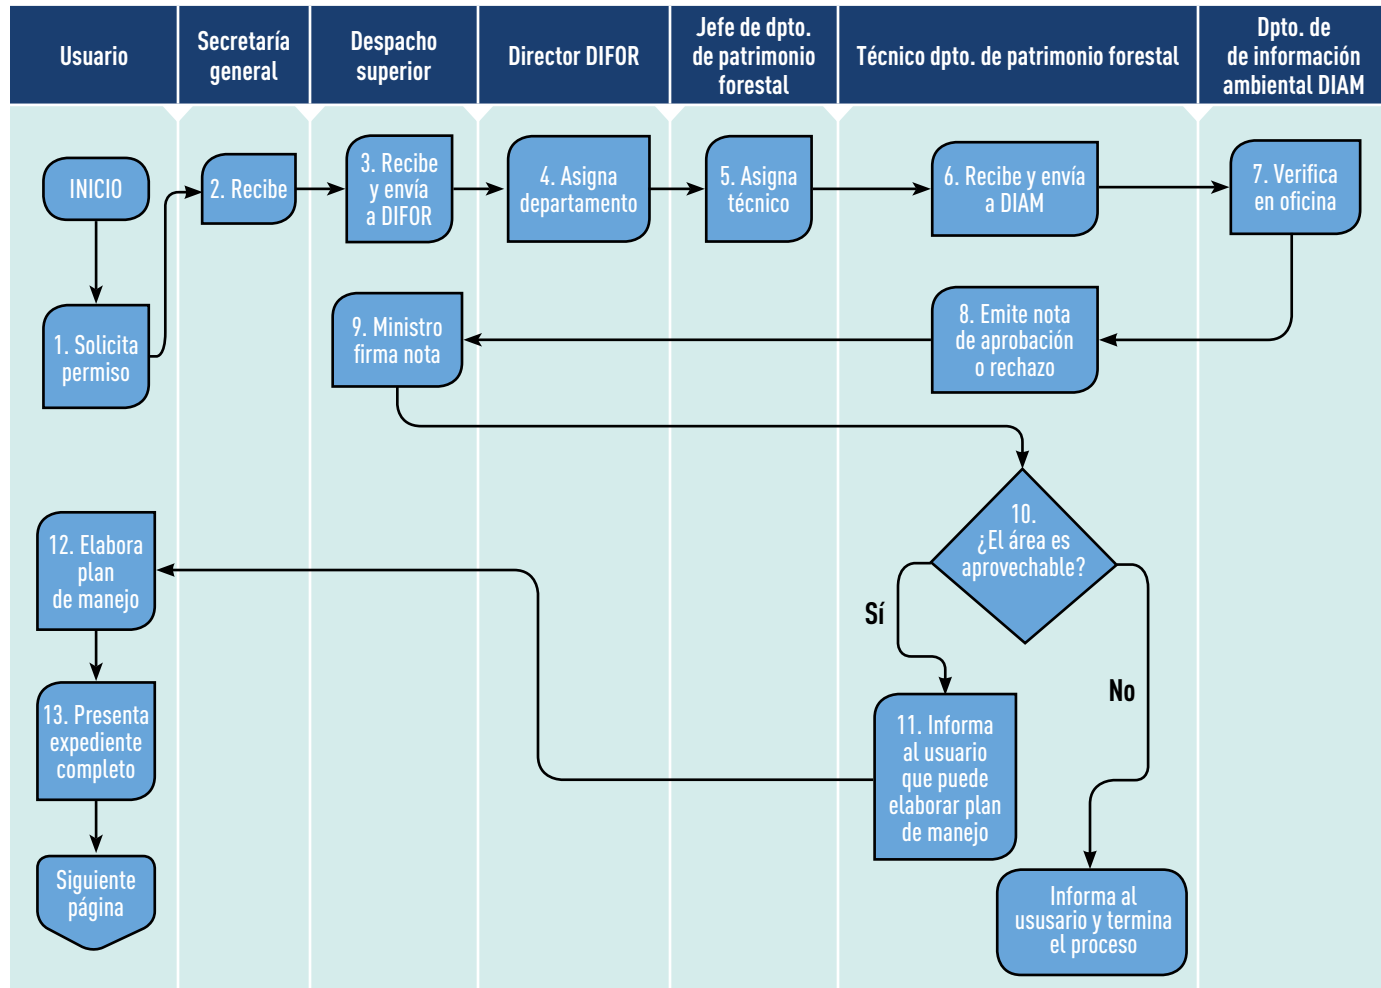 Usuario
Secretaría
general
Despacho
superior
Director DIFOR
Jefe de dpto.
de patrimonio
forestal
Técnico dpto. de patrimonio forestal
Dpto. de
de información
ambiental DIAM
INICIO
1. Solicita
permiso
2. Recibe
3. Recibe
y envía
a DIFOR
4. Asigna
departamento
5. Asigna
técnico
6. Recibe y envía
a DIAM
7. Verifica
en oficina
8. Emite nota
de aprobación
o rechazo
9. Ministro
firma nota
10.
¿El área es
aprovechable?
Sí
No
11. Informa
al usuario
que puede
elaborar plan
de manejo
Informa al
ususario y termina
el proceso
12. Elabora
plan
de manejo
13. Presenta
expediente
completo
Siguiente
página